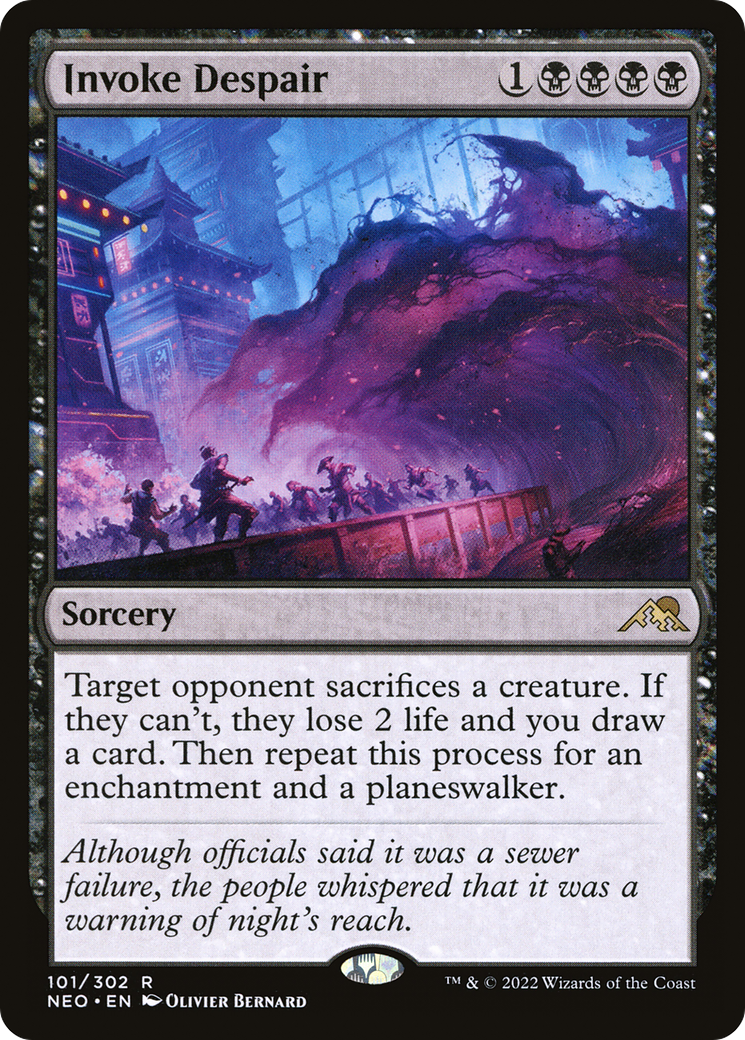 Invoke Despair 1
Sorcery
Target opponent sacrifices a creature. If
they can't, they lose 2 life and you draw
a card. Then repeat this process for an
enchantment and a planeswalker.
Although officials said it was a sewer
failure, the people whispered that it was a
warning of night's reach.
101/302 R
NEO • EN Olivier Bernard
™ & © 2022 Wizards of the Coast